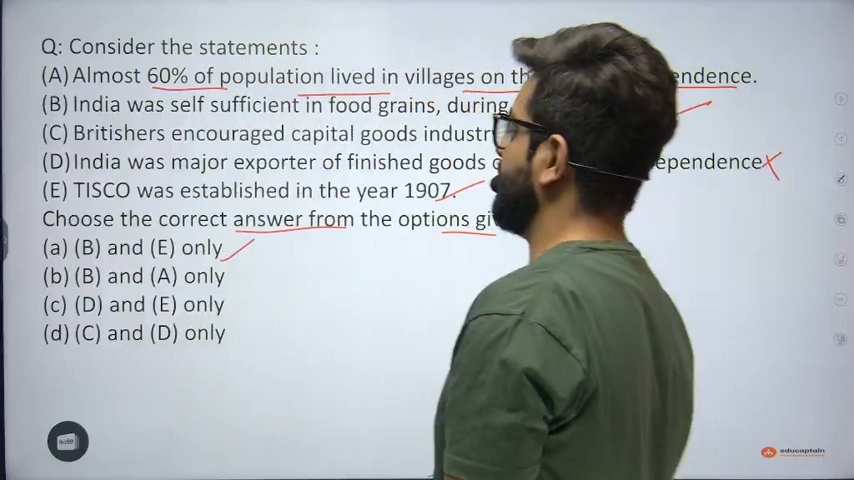 Q: Consider the statements :
(A) Almost 60% of population lived in villages on th endence.
(B) India was self sufficient in food grains, during
(C) Britishers encouraged capital goods industr
(D) India was major exporter of finished goods ependence
(E) TISCO was established in the year 1907.
Choose the correct answer from the options gi
(a) (B) and (E) only
(b) (B) and (A) only
(c) (D) and (E) only
(d) (C) and (D) only
educaptain